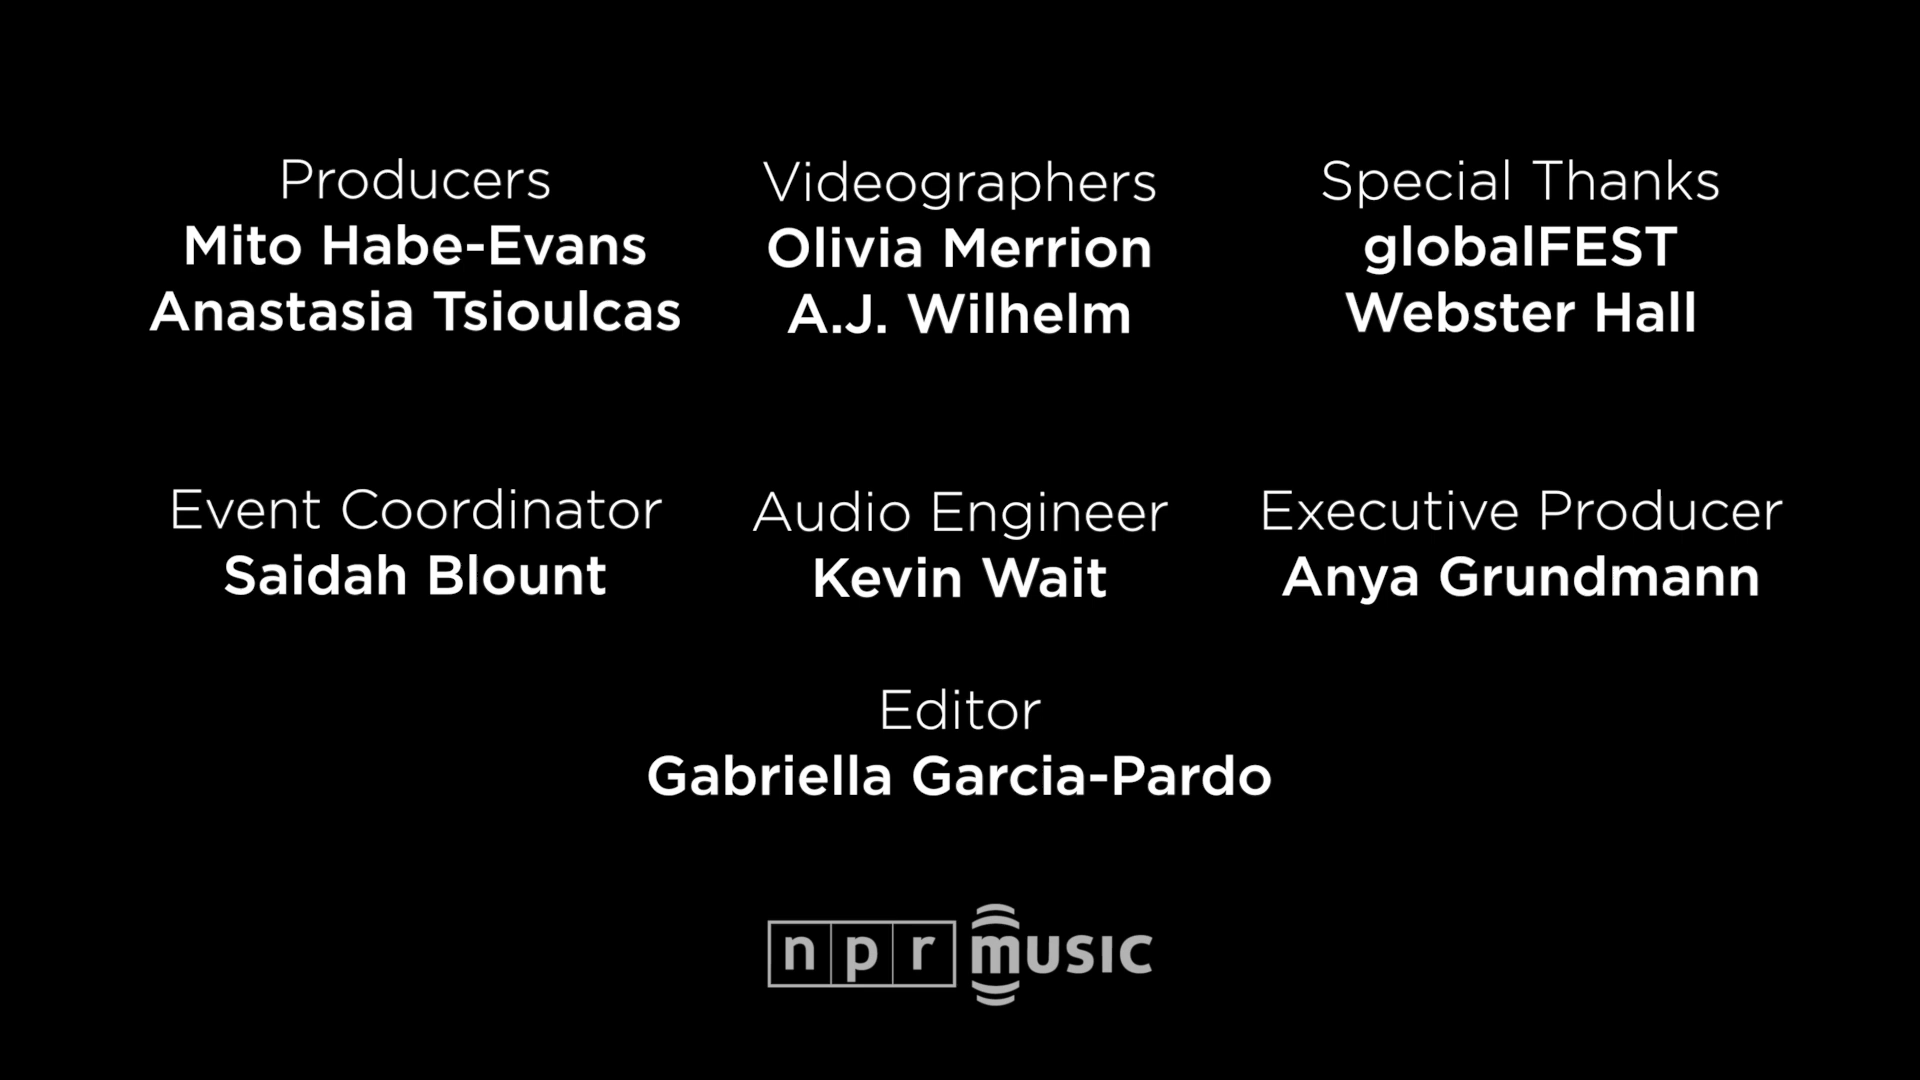 Producers
Mito Habe-Evans
Anastasia Tsioulcas
Videographers
Olivia Merrion
A.J. Wilhelm
Special Thanks
globalFEST
Webster Hall
Event Coordinator
Saidah Blount
Audio Engineer
Kevin Wait
Executive Producer
Anya Grundmann
Editor
Gabriella Garcia-Pardo
npr music